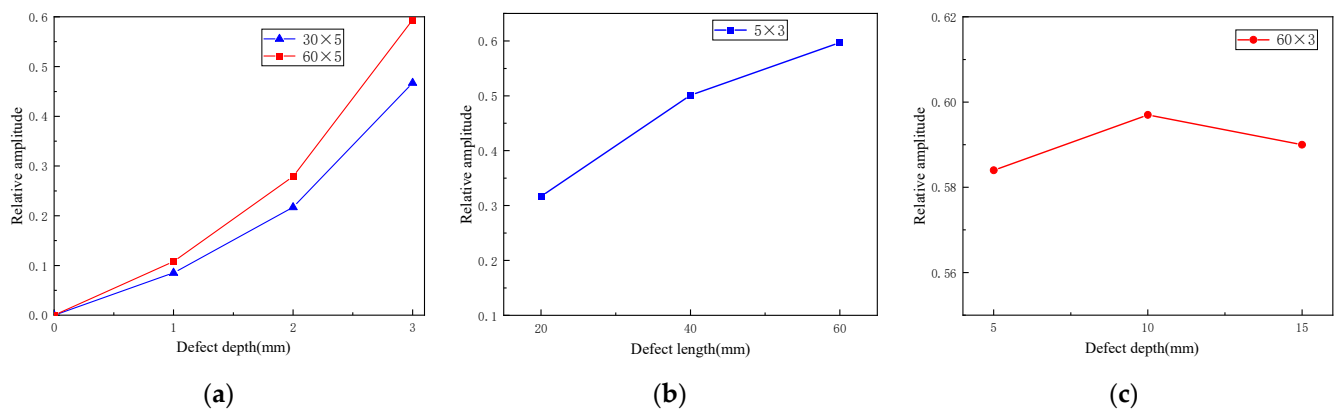 0.6
0.5
0.4
0.3
0.2
0.1
0.0
Relative amplitude
30×5
60×5
0 1 2 3
Defect depth(mm)
(a)
0.6
0.5
0.4
0.3
0.2
0.1
Relative amplitude
5×3
20 40 60
Defect length(mm)
(b)
0.62
0.60
0.58
0.56
Relative amplitude
60×3
5 10 15
Defect depth(mm)
(c)